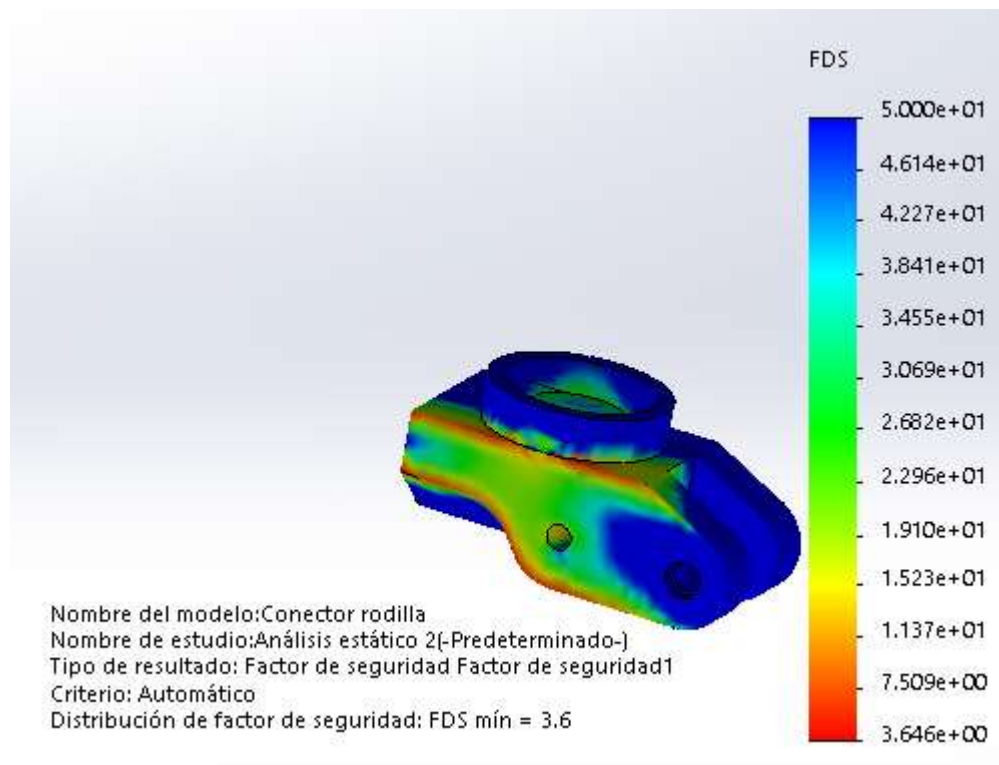 FDS
5.000e+01
4.614e+01
4.227e+01
3.841e+01
3.455e+01
3.069e+01
2.682e+01
2.296e+01
1.910e+01
1.523e+01
1.137e+01
7.509e+00
3.646e+00
Nombre del modelo:Conector rodilla
Nombre de estudio:Análisis estático 2(-Predeterminado-)
Tipo de resultado: Factor de seguridad Factor de seguridad1
Criterio: Automático
Distribución de factor de seguridad: FDS mín = 3.6